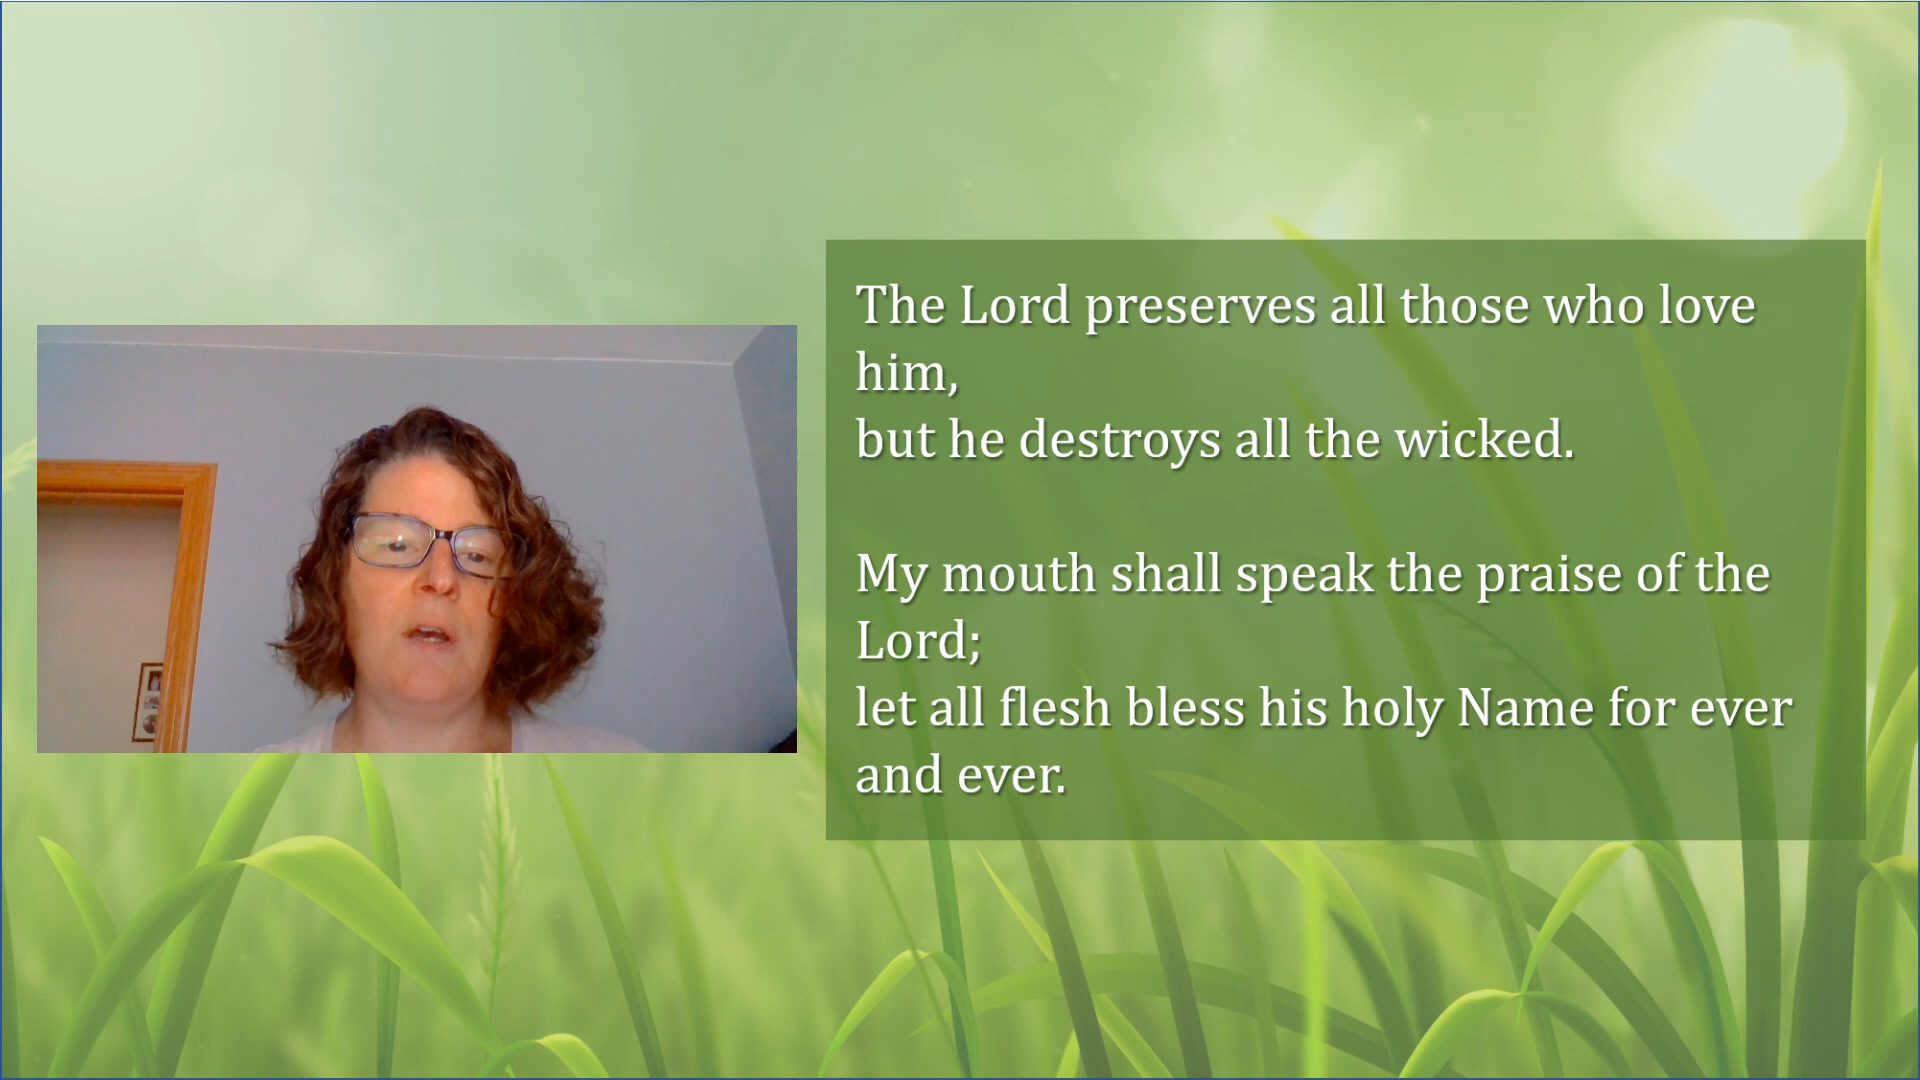 The Lord preserves all those who love
him,
but he destroys all the wicked.
My mouth shall speak the praise of the
Lord;
let all flesh bless his holy Name for ever
and ever.